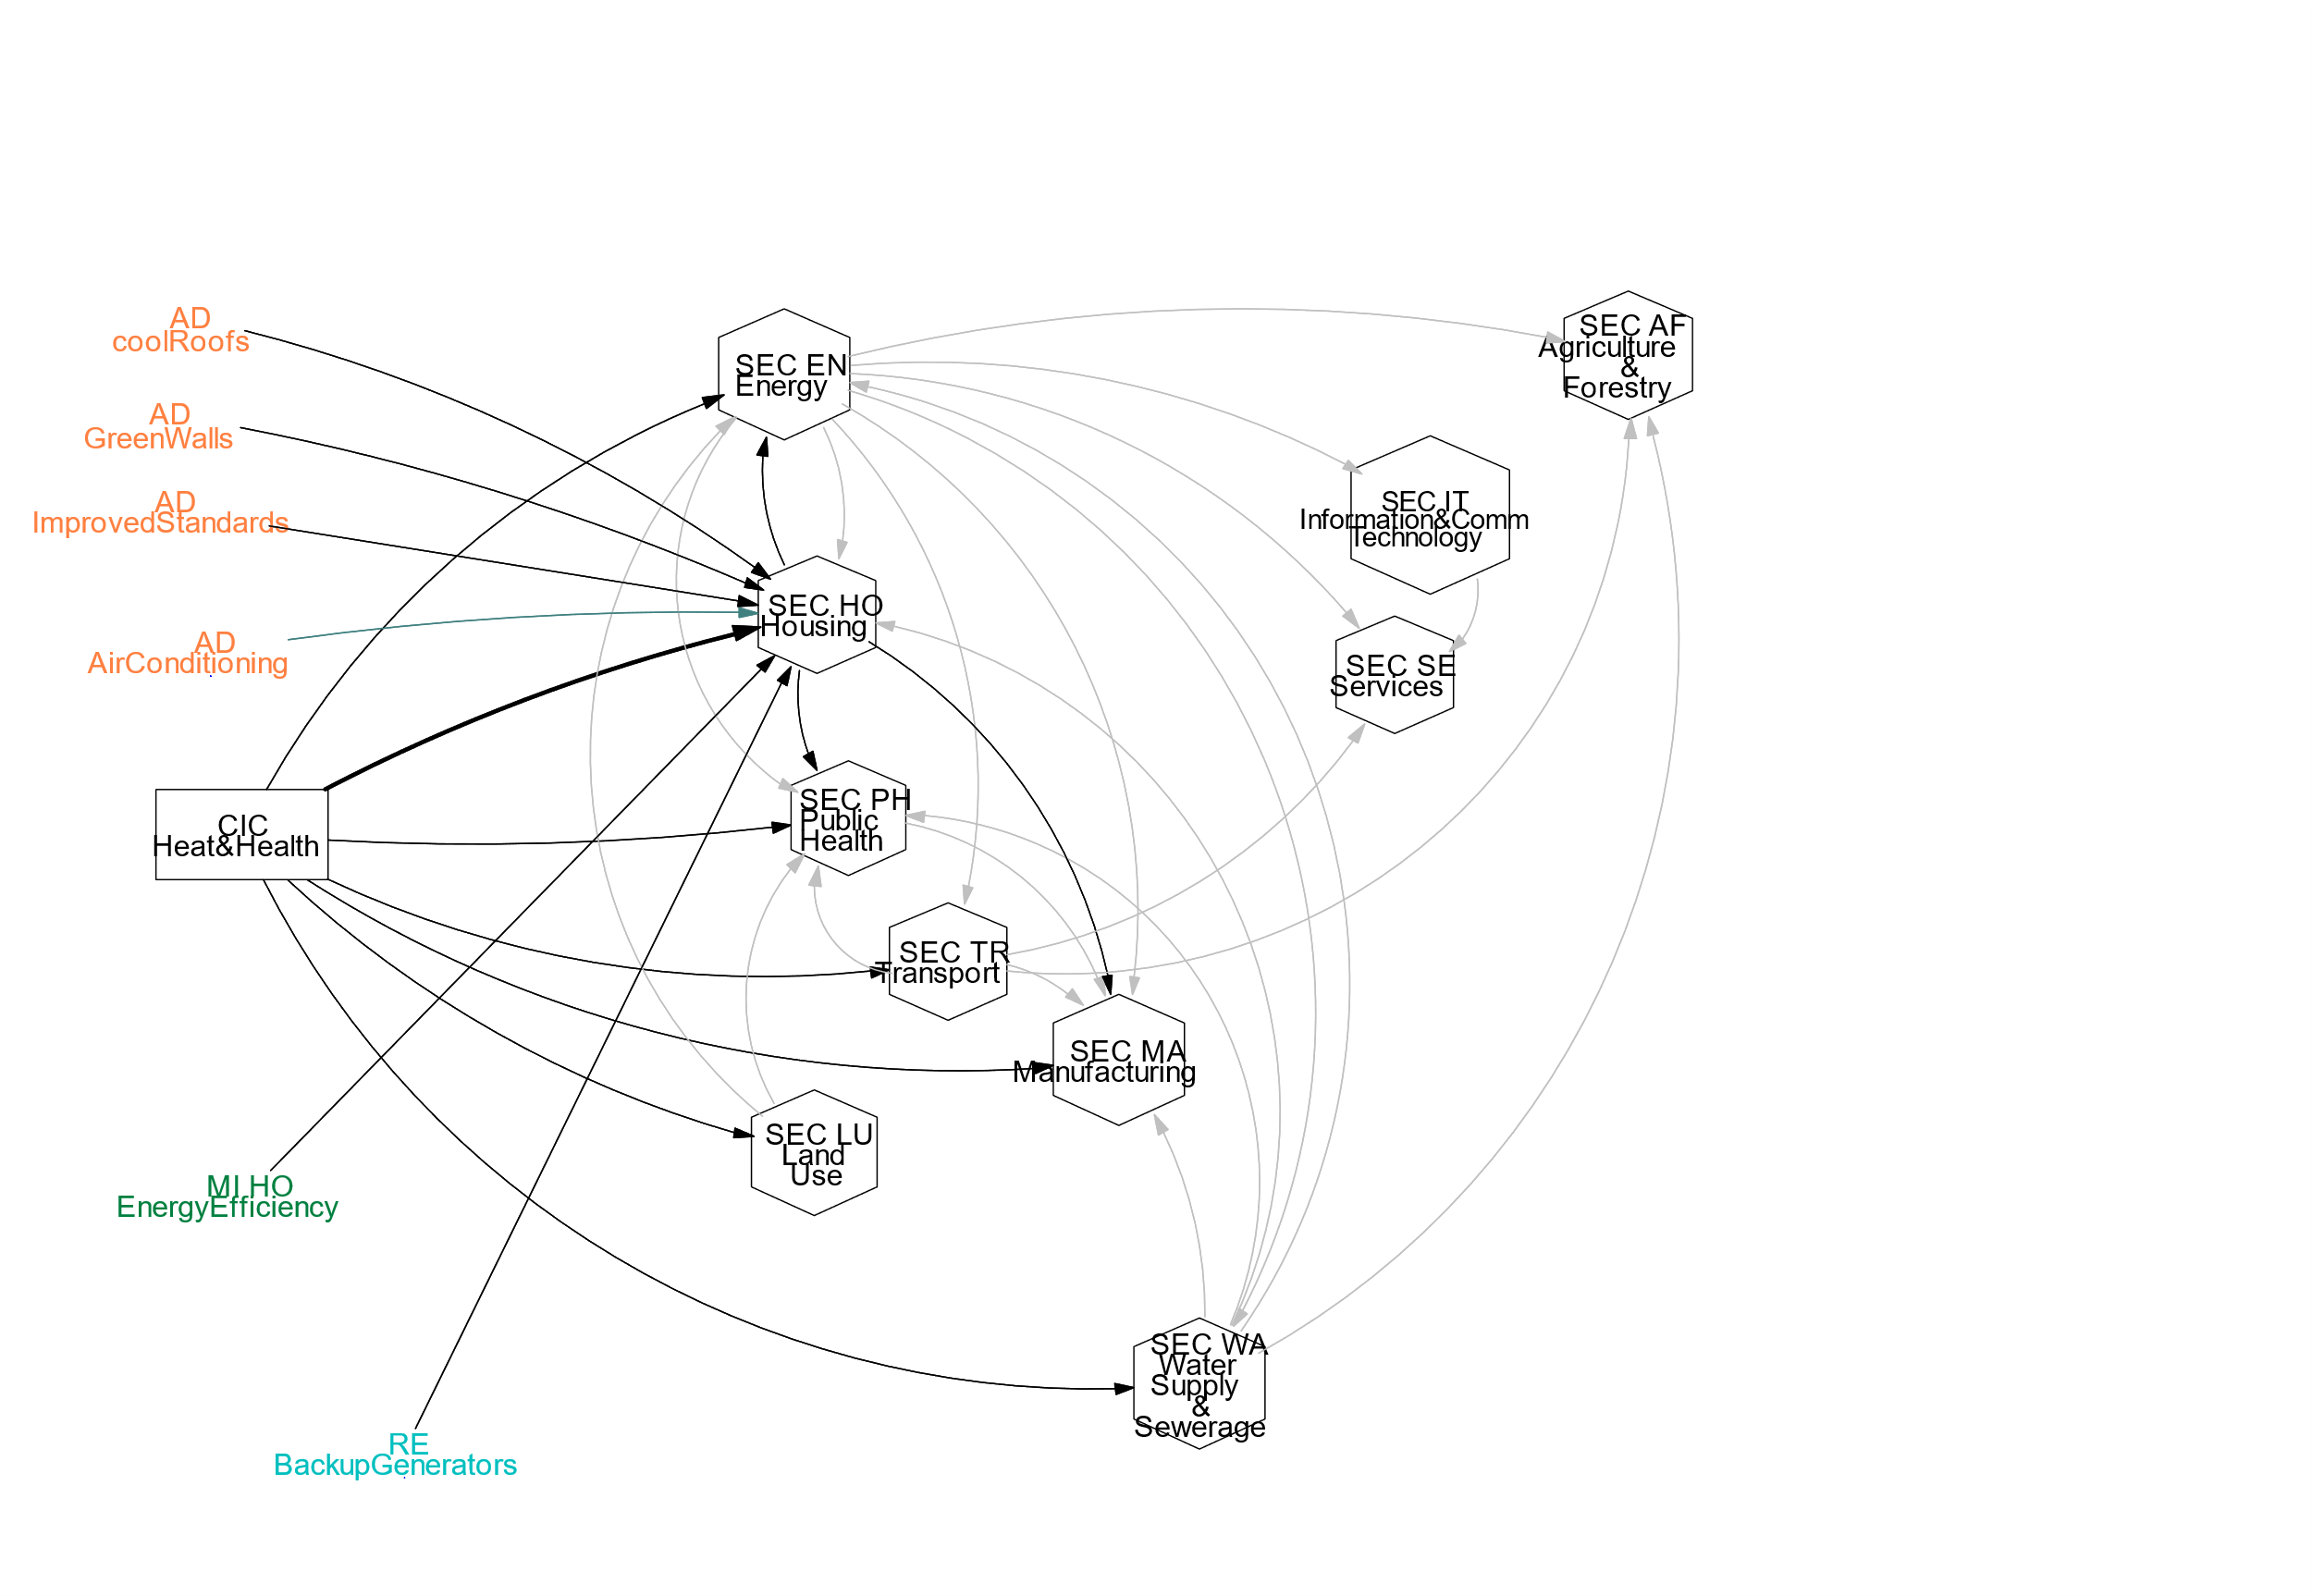 AD
coolRoofs
AD
GreenWalls
AD
ImprovedStandards
AD
AirConditioning
CIC
Heat&Health
MI HO
EnergyEfficiency
RE
BackupGenerators
SEC EN
Energy
SEC HO
Housing
SEC PH
Public
Health
SEC TR
Transport
SEC MA
Manufacturing
SEC LU
Land
Use
SEC WA
Water
Supply
&
Sewerage
SEC AF
Agriculture
&
Forestry
SEC IT
Information&Comm
Technology
SEC SE
Services